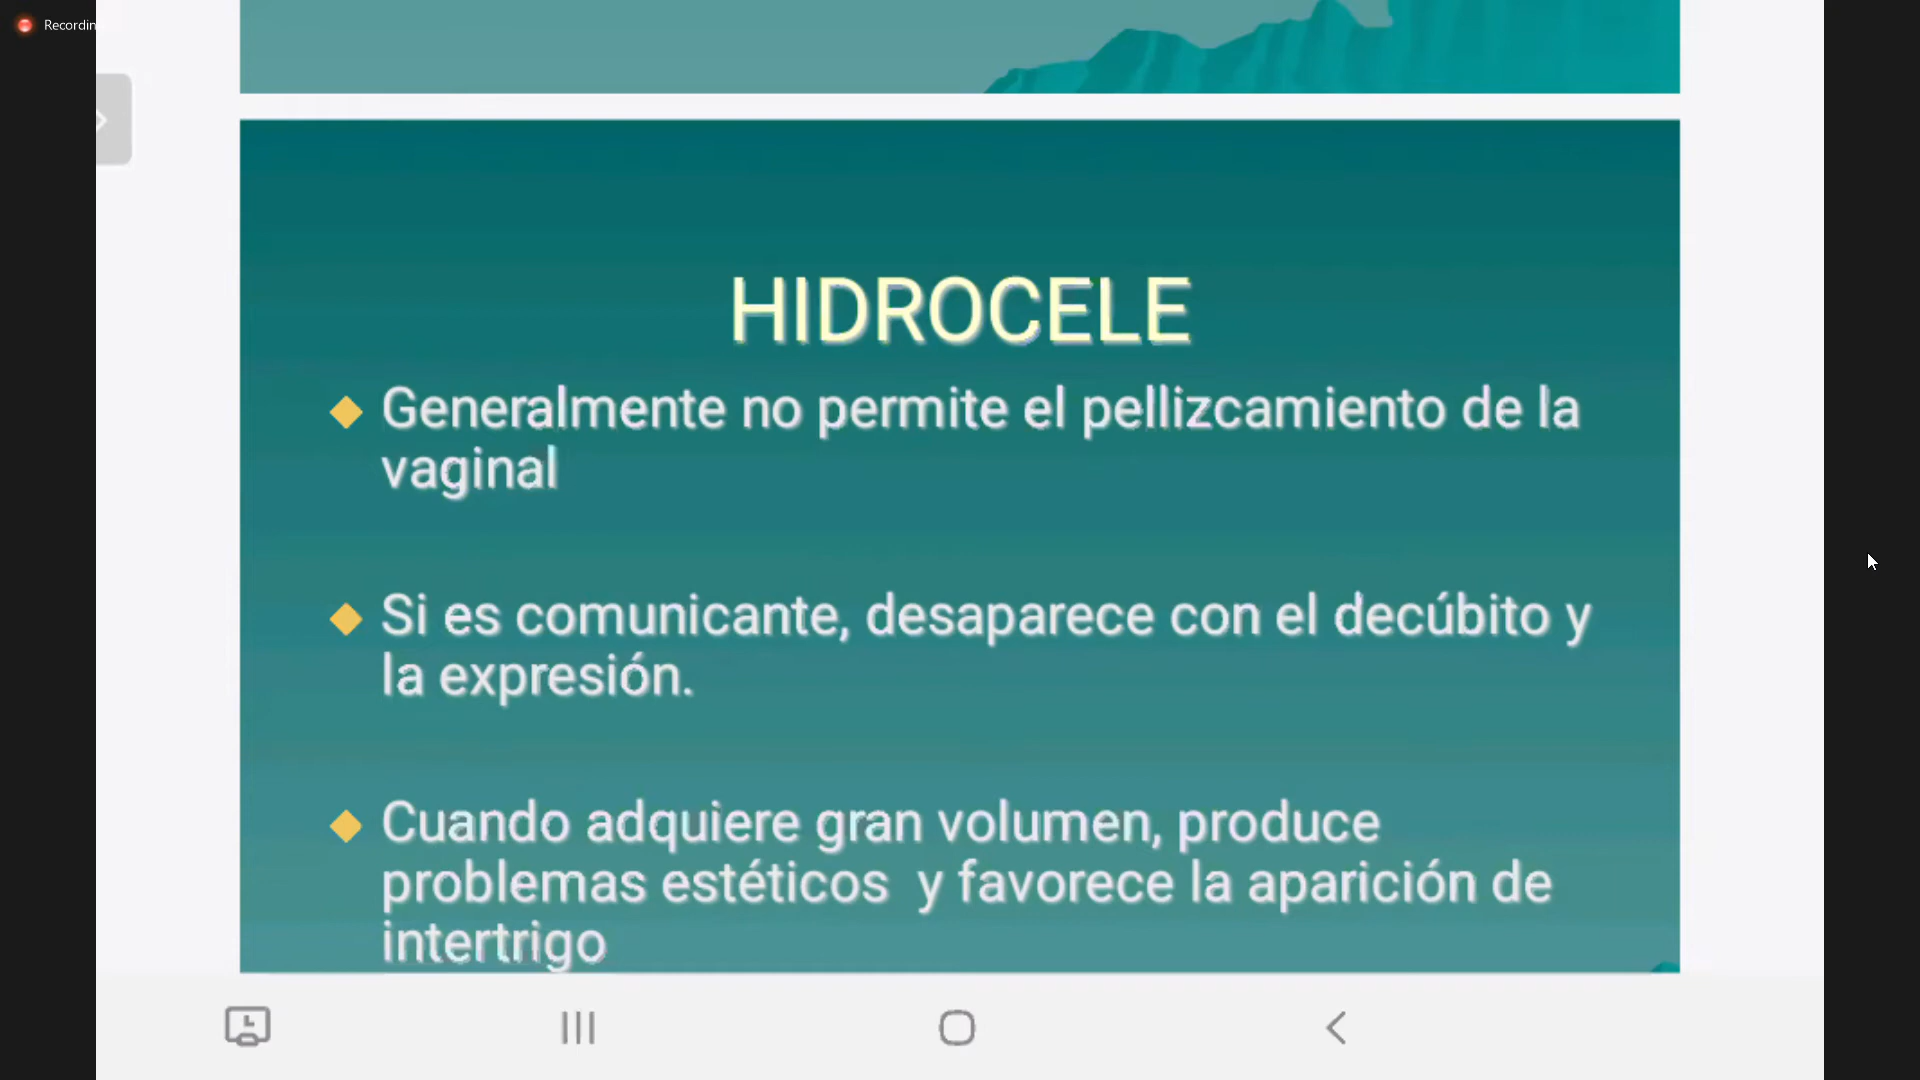 Recordin
HIDROCELE
Generalmente no permite el pellizcamiento de la
vaginal
Si es comunicante, desaparece con el decúbito y
la expresión.
Cuando adquiere gran volumen, produce
problemas estéticos y favorece la aparición de
intertrigo